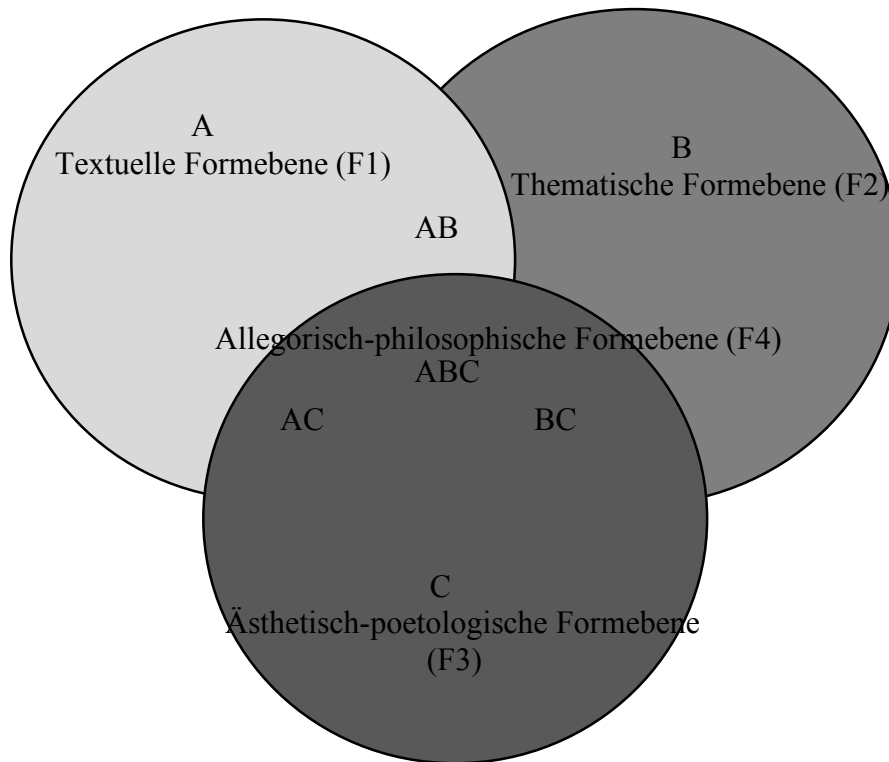 A
Textuelle Formebene (F1)
B
Thematische Formebene (F2)
AB
Allegorisch-philosophische Formebene (F4)
ABC
AC
BC
C
Ästhetisch-poetologische Formebene
(F3)